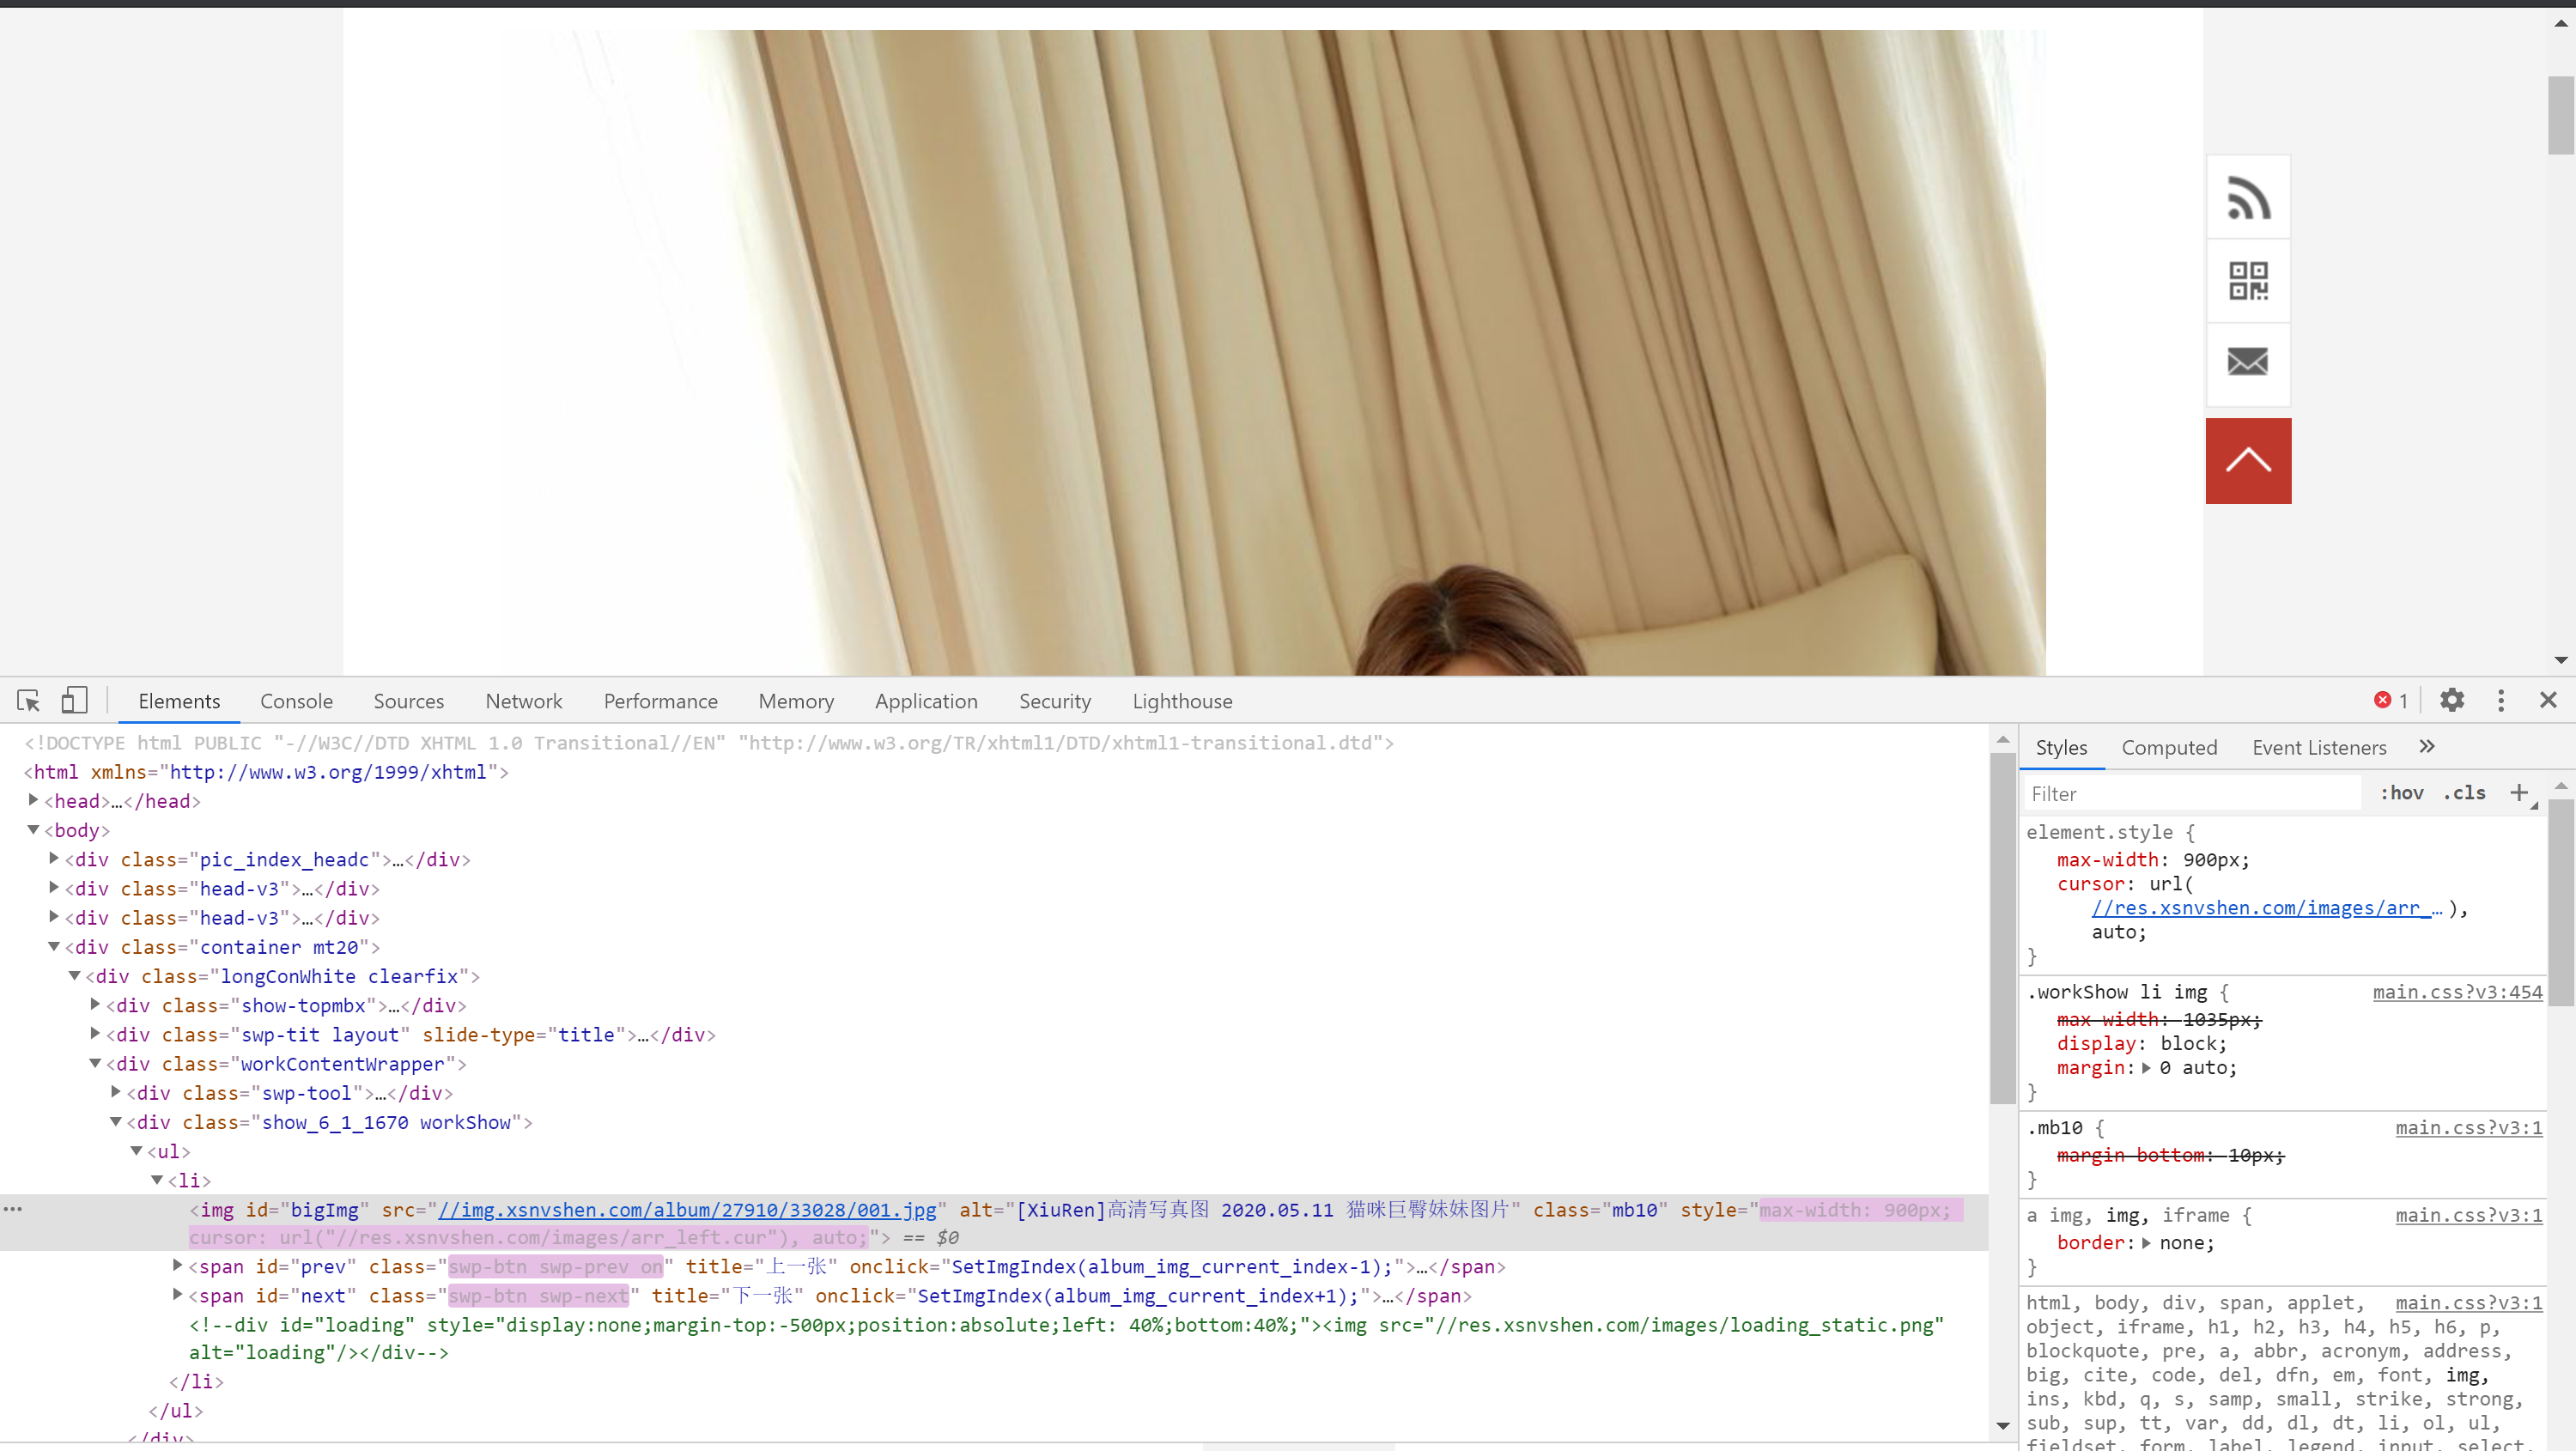 Elements Console Sources Network Performance Memory Application Security Lighthouse 1
<!DOCTYPE html PUBLIC "-//W3C//DTD XHTML 1.0 Transitional//EN" "http://www.w3.org/TR/xhtml1/DTD/xhtml1-transitional.dtd">
<html xmlns="http://www.w3.org/1999/xhtml">
<head>…</head>
<body>
<div class="pic_index_headc">…</div>
<div class="head-v3">…</div>
<div class="head-v3">…</div>
<div class="container mt20">
<div class="longConWhite clearfix">
<div class="show-topmbx">…</div>
<div class="swp-tit layout" slide-type="title">…</div>
<div class="workContentWrapper">
<div class="swp-tool">…</div>
<div class="show_6_1_1670 workShow">
<ul>
<li>
<img id="bigImg" src="//img.xsnvshen.com/album/27910/33028/001.jpg" alt="[XiuRen]高清写真图 2020.05.11 猫咪巨臀妹妹图片" class="mb10" style="max-width: 900px;
cursor: url("//res.xsnvshen.com/images/arr_left.cur"), auto;"> == $0
<span id="prev" class="swp-btn swp-prev on" title="上一张" onclick="SetImgIndex(album_img_current_index-1);">…</span>
<span id="next" class="swp-btn swp-next" title="下一张" onclick="SetImgIndex(album_img_current_index+1);">…</span>
<!--div id="loading" style="display:none;margin-top:-500px;position:absolute;left: 40%;bottom:40%;"><img src="//res.xsnvshen.com/images/loading_static.png"
alt="loading"/></div-->
</li>
</ul>
</div>
Styles Computed Event Listeners »
Filter :hov .cls +
element.style {
max-width: 900px;
cursor: url(
//res.xsnvshen.com/images/arr_… ),
auto;
}
.workShow li img { main.css?v3:454
max-width: 1035px;
display: block;
margin: 0 auto;
}
.mb10 { main.css?v3:1
margin-bottom: 10px;
}
a img, img, iframe { main.css?v3:1
border: none;
}
html, body, div, span, applet, main.css?v3:1
object, iframe, h1, h2, h3, h4, h5, h6, p,
blockquote, pre, a, abbr, acronym, address,
big, cite, code, del, dfn, em, font, img,
ins, kbd, q, s, samp, small, strike, strong,
sub, sup, tt, var, dd, dl, dt, li, ol, ul,
fieldset, form, label, legend, input, select,